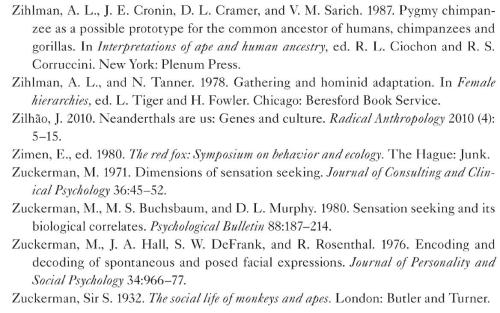 Zihlman, A. L., J. E. Cronin, D. L. Cramer, and V. M. Sarich. 1987. Pygmy chimpan-
zee as a possible prototype for the common ancestor of humans, chimpanzees and
gorillas. In Interpretations of ape and human ancestry, ed. R. L. Ciochon and R. S.
Corruccini. New York: Plenum Press.
Zihlman, A. L., and N. Tanner. 1978. Gathering and hominid adaptation. In Female
hierarchies, ed. L. Tiger and H. Fowler. Chicago: Beresford Book Service.
Zilhão, J. 2010. Neanderthals are us: Genes and culture. Radical Anthropology 2010 (4):
5–15.
Zimen, E., ed. 1980. The red fox: Symposium on behavior and ecology. The Hague: Junk.
Zuckerman, M. 1971. Dimensions of sensation seeking. Journal of Consulting and Clin-
ical Psychology 36:45–52.
Zuckerman, M., M. S. Buchsbaum, and D. L. Murphy. 1980. Sensation seeking and its
biological correlates. Psychological Bulletin 88:187–214.
Zuckerman, M., J. A. Hall, S. W. DeFrank, and R. Rosenthal. 1976. Encoding and
decoding of spontaneous and posed facial expressions. Journal of Personality and
Social Psychology 34:966–77.
Zuckerman, Sir S. 1932. The social life of monkeys and apes. London: Butler and Turner.